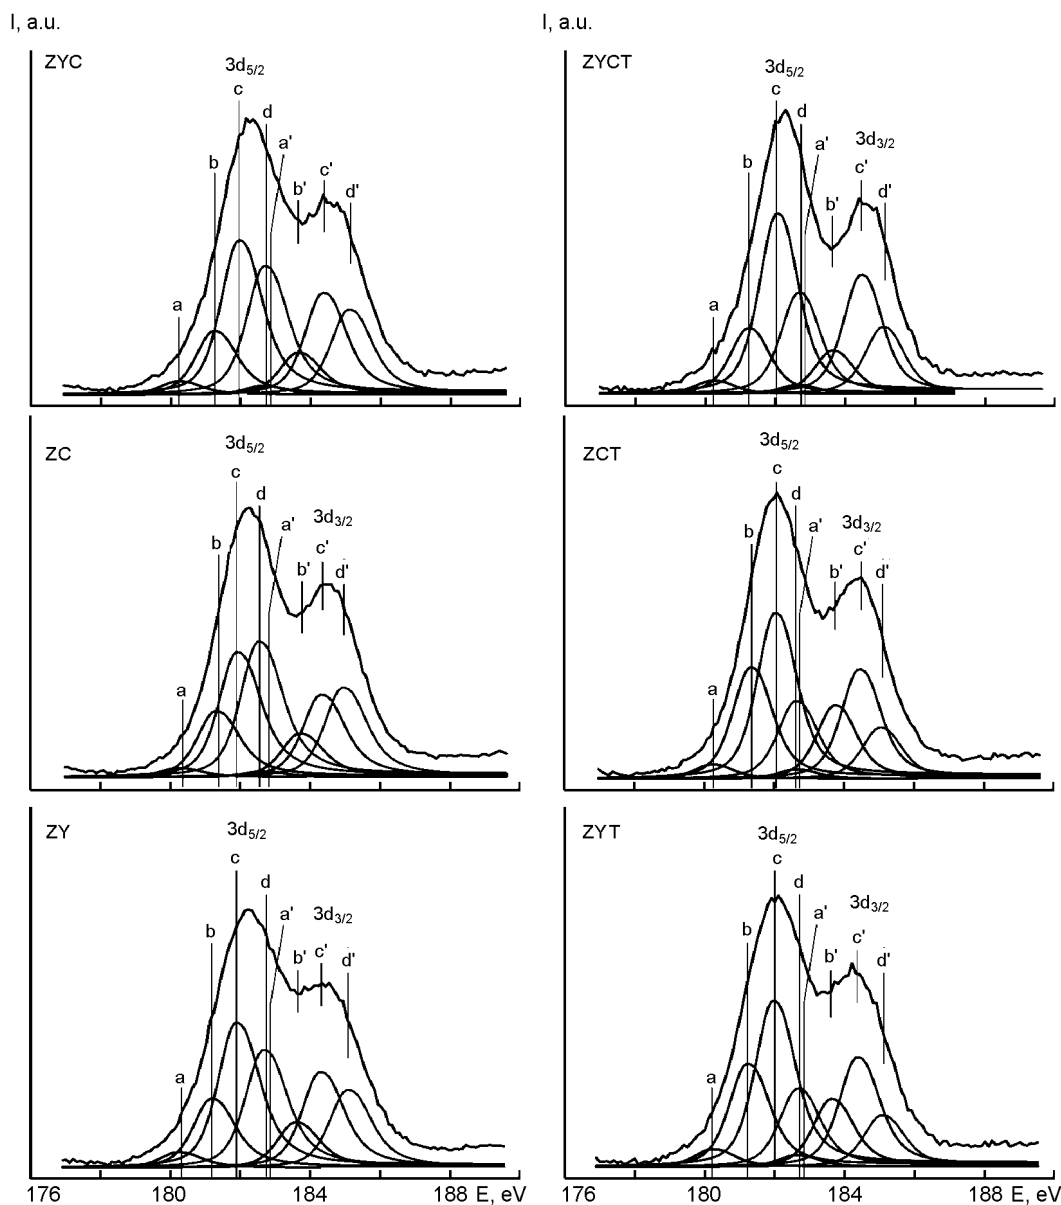 I, a.u.
I, a.u.
ZYC
3d5/2
c
d
a'
b
b'
c'
d'
a
ZYCT
3d5/2
c
d
a'
3d3/2
c'
b
b'
d'
a
ZC
3d5/2
c
d
a'
3d3/2
b
b'
c'
d'
a
ZCT
3d5/2
c
d
a'
3d3/2
c'
b
b'
d'
a
ZY
3d5/2
c
d
a'
3d3/2
b
b'
c'
d'
a
ZYT
3d5/2
c
d
a'
3d3/2
b
b'
c'
d'
a
176 180 184 188 E, eV
176 180 184 188 E, eV